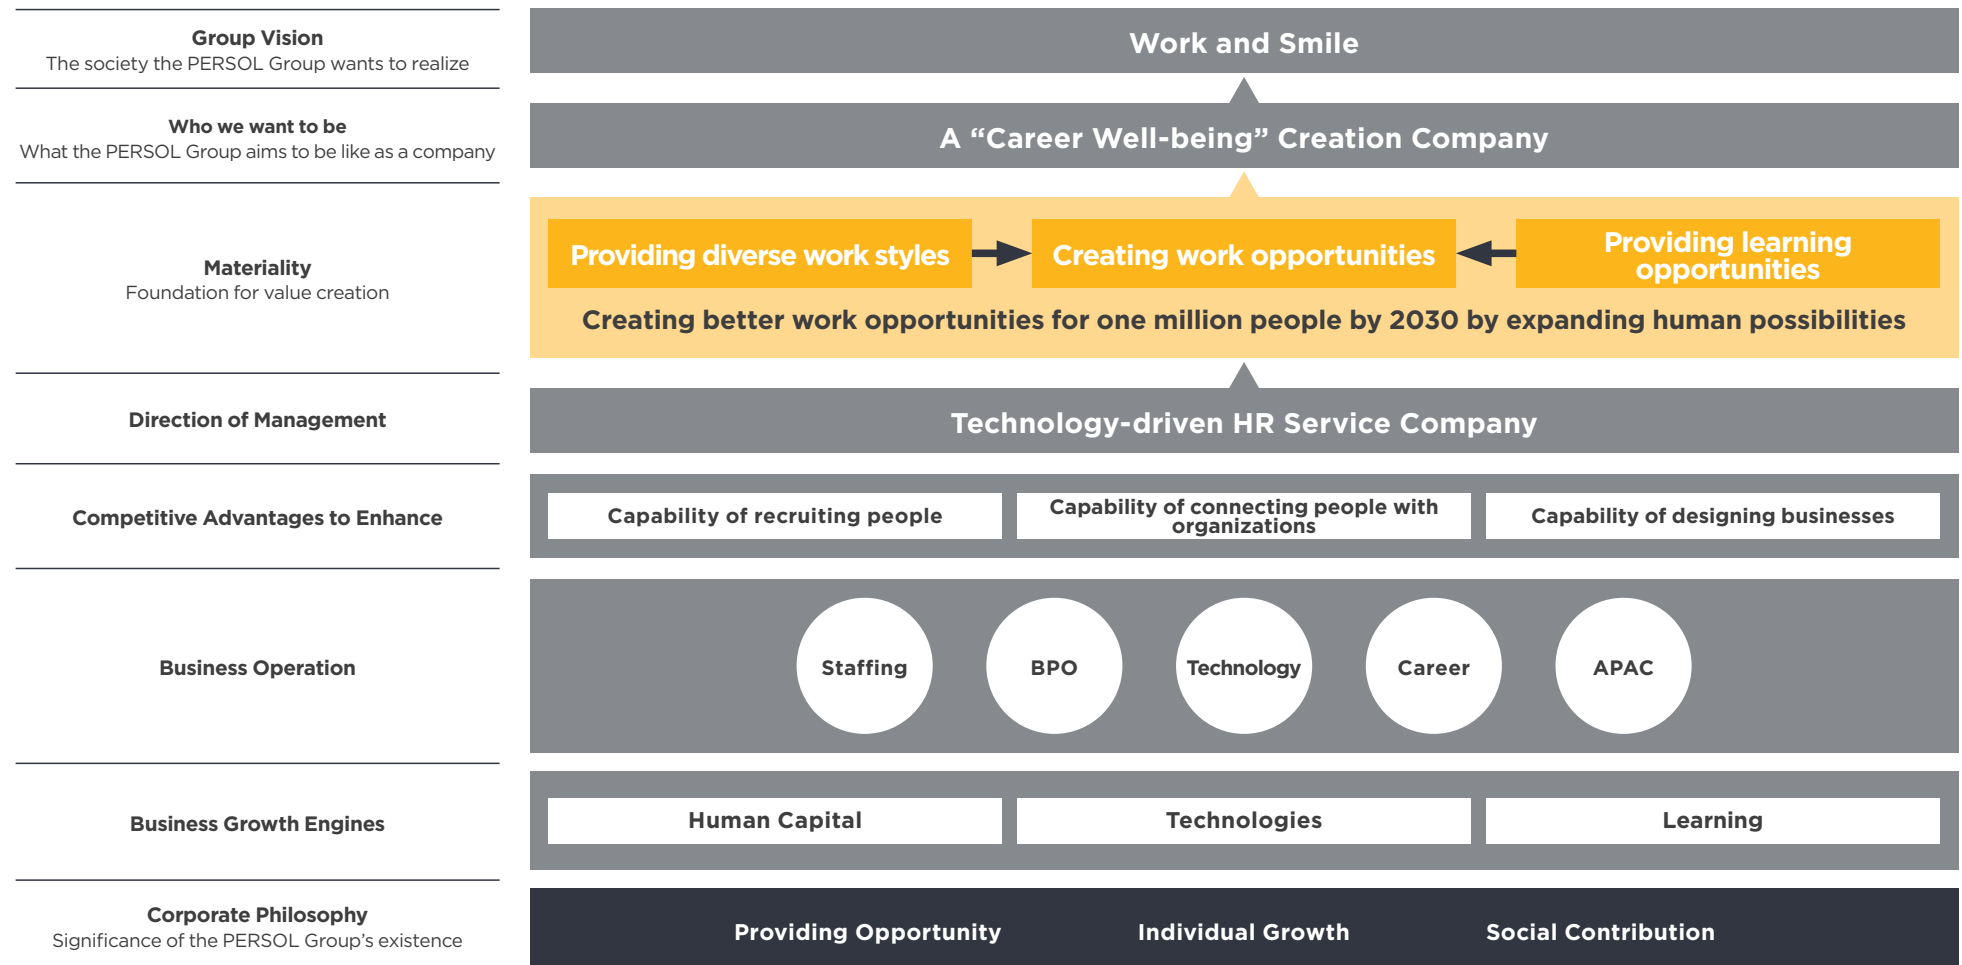 Group Vision
The society the PERSOL Group wants to realize
Work and Smile
Who we want to be
What the PERSOL Group aims to be like as a company
A “Career Well-being” Creation Company
Materiality
Foundation for value creation
Providing diverse work styles
Creating work opportunities
Providing learning
opportunities
Creating better work opportunities for one million people by 2030 by expanding human possibilities
Direction of Management
Technology-driven HR Service Company
Competitive Advantages to Enhance
Capability of recruiting people
Capability of connecting people with
organizations
Capability of designing businesses
Business Operation
Staffing
BPO
Technology
Career
APAC
Business Growth Engines
Human Capital
Technologies
Learning
Corporate Philosophy
Significance of the PERSOL Group’s existence
Providing Opportunity
Individual Growth
Social Contribution